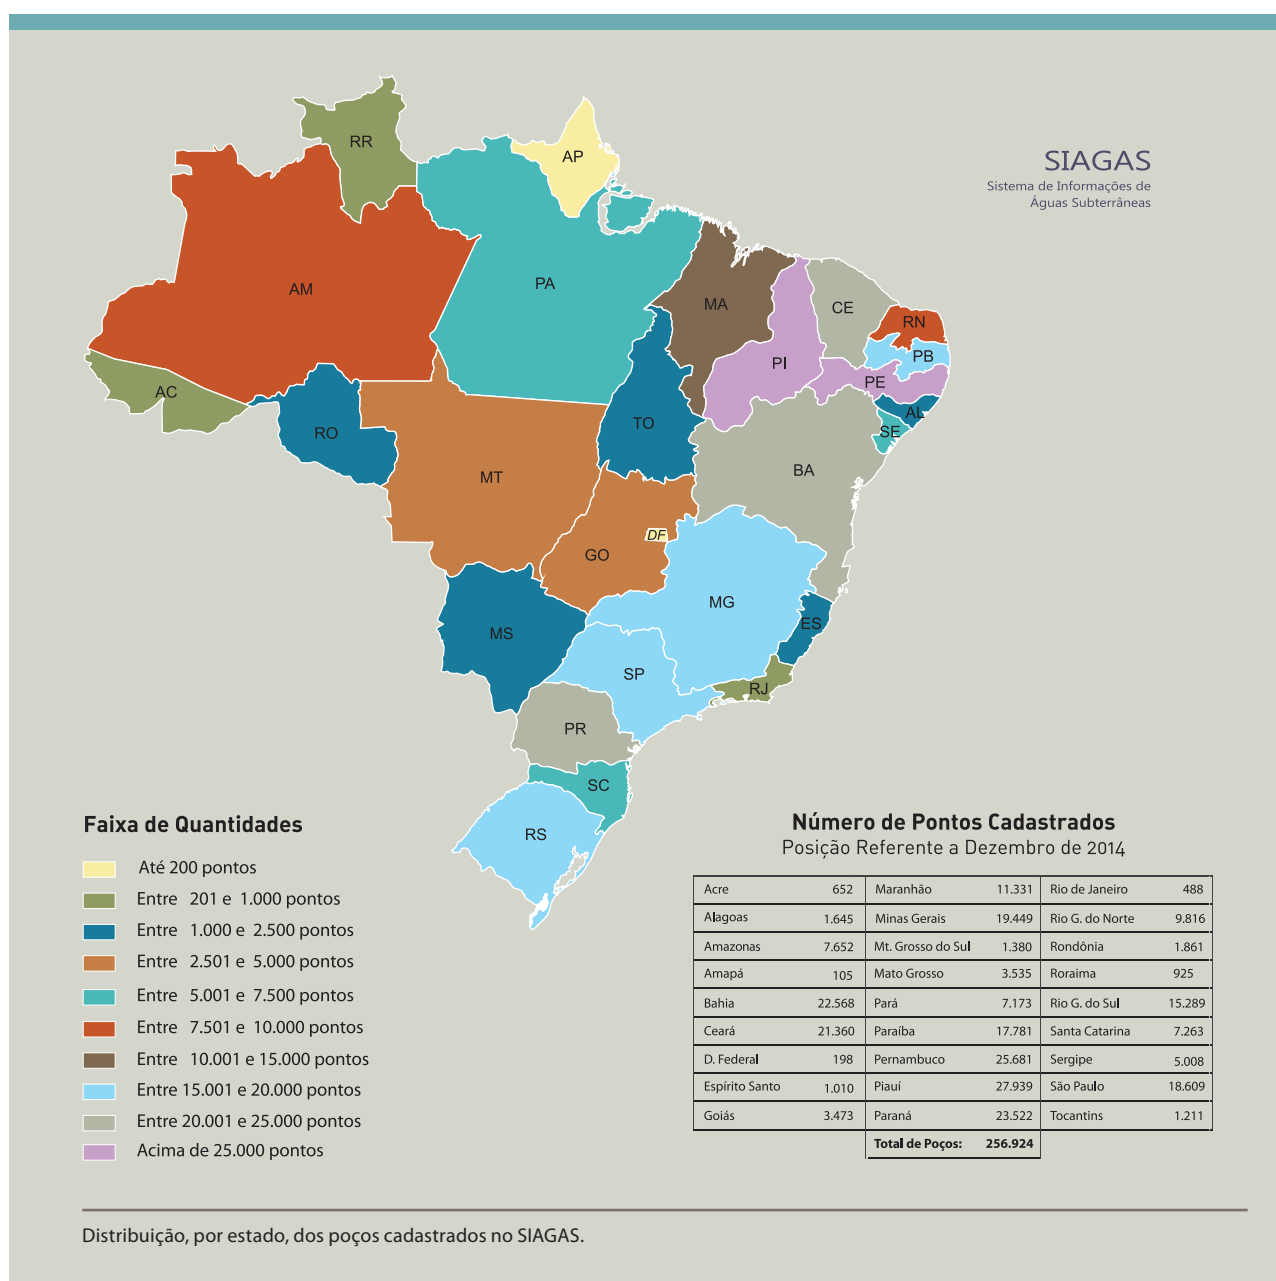 RR
AP
SIAGAS
Sistema de Informações de
Águas Subterrâneas
AM
PA
MA
CE
RN
PI
PB
PE
AC
AL
TO
SE
RO
BA
MT
DF
GO
MG
ES
MS
SP
RJ
PR
SC
RS
Faixa de Quantidades
Até 200 pontos
Entre 201 e 1.000 pontos
Entre 1.000 e 2.500 pontos
Entre 2.501 e 5.000 pontos
Entre 5.001 e 7.500 pontos
Entre 7.501 e 10.000 pontos
Entre 10.001 e 15.000 pontos
Entre 15.001 e 20.000 pontos
Entre 20.001 e 25.000 pontos
Acima de 25.000 pontos
Número de Pontos Cadastrados
Posição Referente a Dezembro de 2014
Acre 652 Maranhão 11.331 Rio de Janeiro 488
Alagoas 1.645 Minas Gerais 19.449 Rio G. do Norte 9.816
Amazonas 7.652 Mt. Grosso do Sul 1.380 Rondônia 1.861
Amapá 105 Mato Grosso 3.535 Roraima 925
Bahia 22.568 Pará 7.173 Rio G. do Sul 15.289
Ceará 21.360 Paraíba 17.781 Santa Catarina 7.263
D. Federal 198 Pernambuco 25.681 Sergipe 5.008
Espírito Santo 1.010 Piauí 27.939 São Paulo 18.609
Goiás 3.473 Paraná 23.522 Tocantins 1.211
Total de Poços: 256.924
Distribuição, por estado, dos poços cadastrados no SIAGAS.